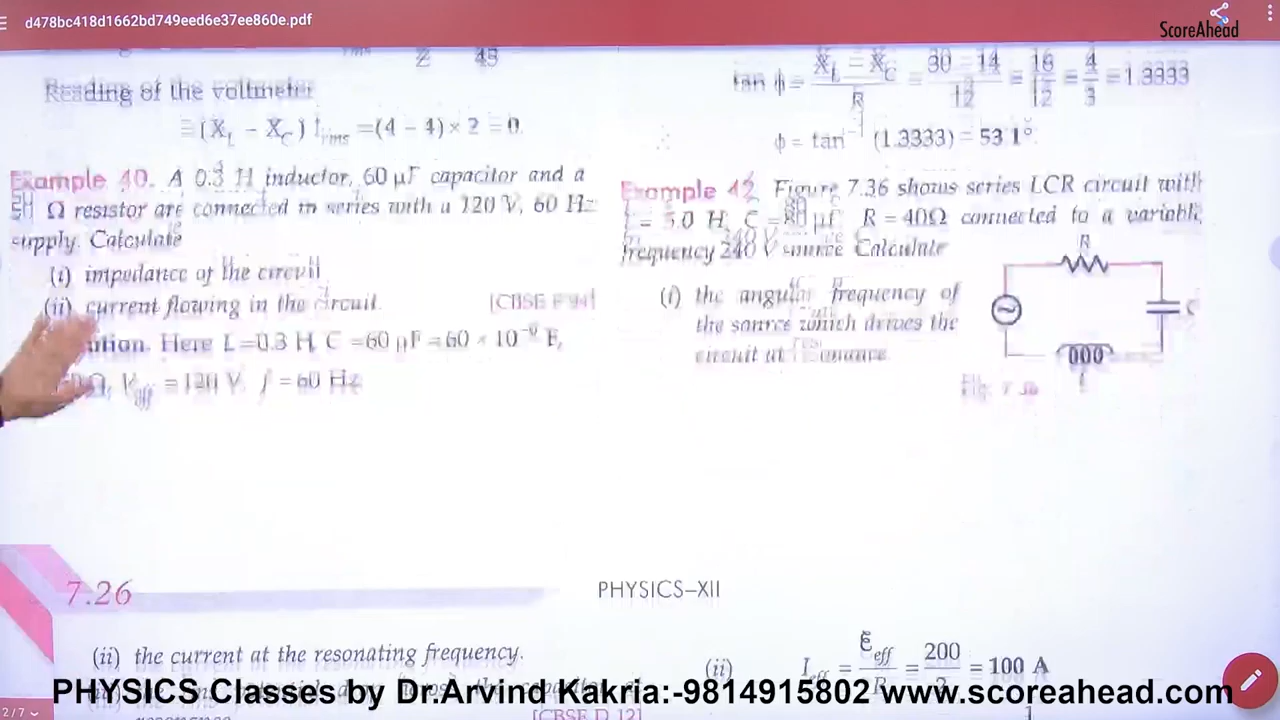 d478bc418d1662bd749eed6e37ee860e.pdf
ScoreAhead
Z 43
Reading of the voltmeter
= (X_L − X_C) I_rms = (4 − 4) × 2 = 0.
Example 40. A 0.3 H inductor, 60 μF capacitor and a
Ω resistor are connected in series with a 120 V, 60 Hz
supply. Calculate
(i) impedance of the circuit
(ii) current flowing in the circuit.
Here L = 0.3 H, C = 60 μF = 60 × 10 F,
Ω, V_eff = 120 V, f = 60 Hz
tan ϕ = X_L − X_C / R = 30 − 14 / 12 = 16 / 12 = 4 / 3 = 1.3333
∴ ϕ = tan⁻¹ (1.3333) = 53.1°.
Example 42. Figure 7.36 shows series LCR circuit with
= 5.0 H, C = 80 μF, R = 40Ω connected to a variable
frequency 240 V source. Calculate
(i) the angular frequency of
the source which drives the
circuit at resonance.
R
C
L
7.26
PHYSICS–XII
(ii) the current at the resonating frequency.
(ii) I_eff = ℰ_eff / R = 200 / 2 = 100 A
PHYSICS Classes by Dr.Arvind Kakria:-9814915802 www.scoreahead.com
[CBSE D 12]
2/7